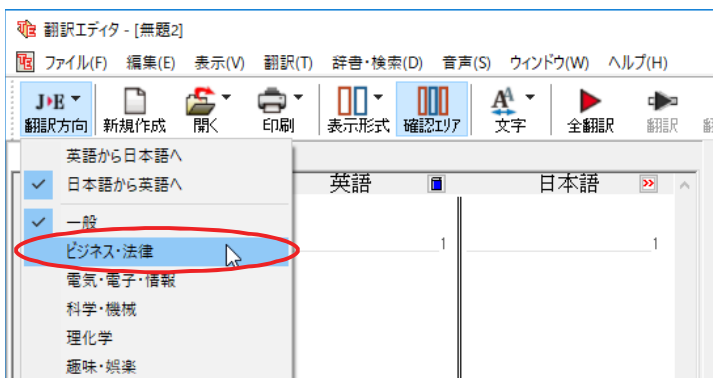 翻訳エディタ - [無題2]
ファイル(F) 編集(E) 表示(V) 翻訳(T) 辞書・検索(D) 音声(S) ウィンドウ(W) ヘルプ(H)
J▸E
翻訳方向 新規作成 開く 印刷 表示形式 確認エリア 文字 全翻訳 翻訳
英語から日本語へ
日本語から英語へ
英語 日本語
一般
ビジネス・法律
1 1
電気・電子・情報
科学・機械
理化学
趣味・娯楽